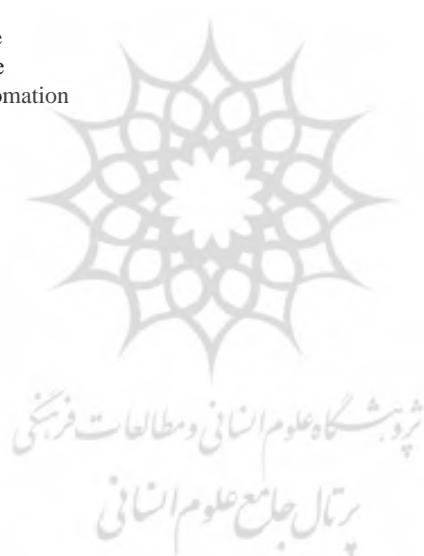 e
e
omation
پژوهشگاه علوم انسانی و مطالعات فرهنگی
پرتال جامع علوم انسانی